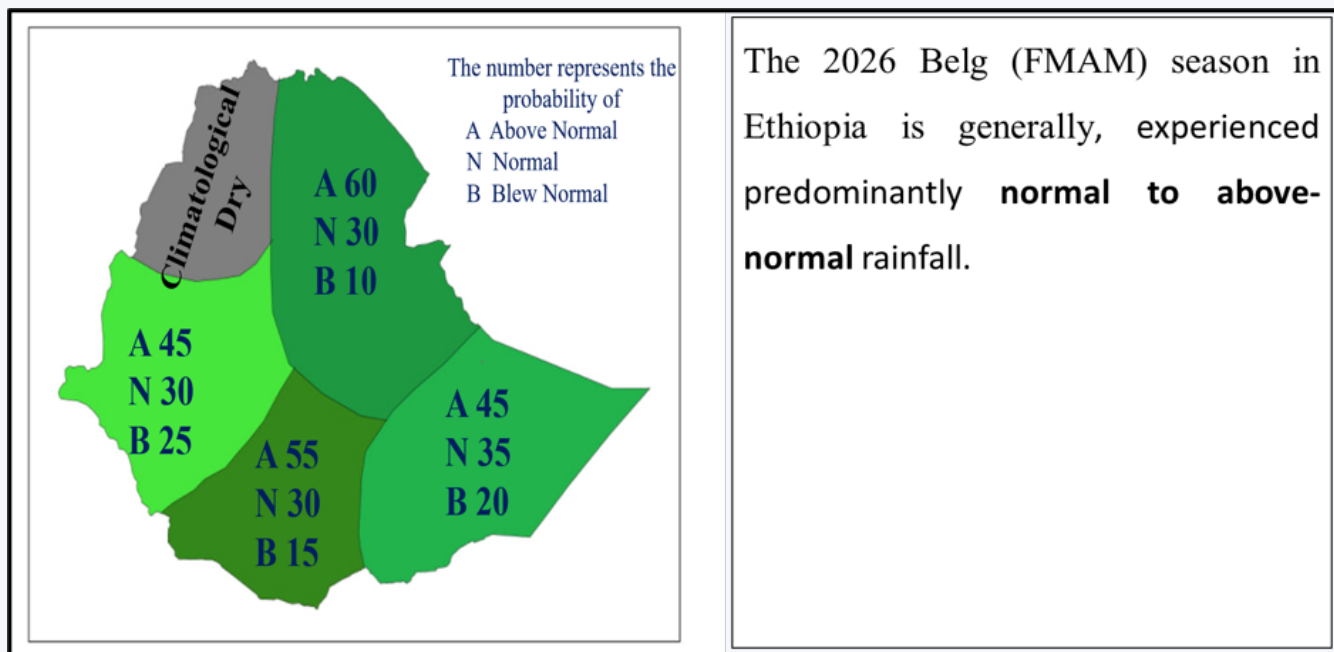 The number represents the
probability of
A Above Normal
N Normal
B Blew Normal
Climatological
Dry
A 60
N 30
B 10
A 45
N 30
B 25
A 55
N 30
B 15
A 45
N 35
B 20
The 2026 Belg (FMAM) season in
Ethiopia is generally, experienced
predominantly normal to above-
normal rainfall.